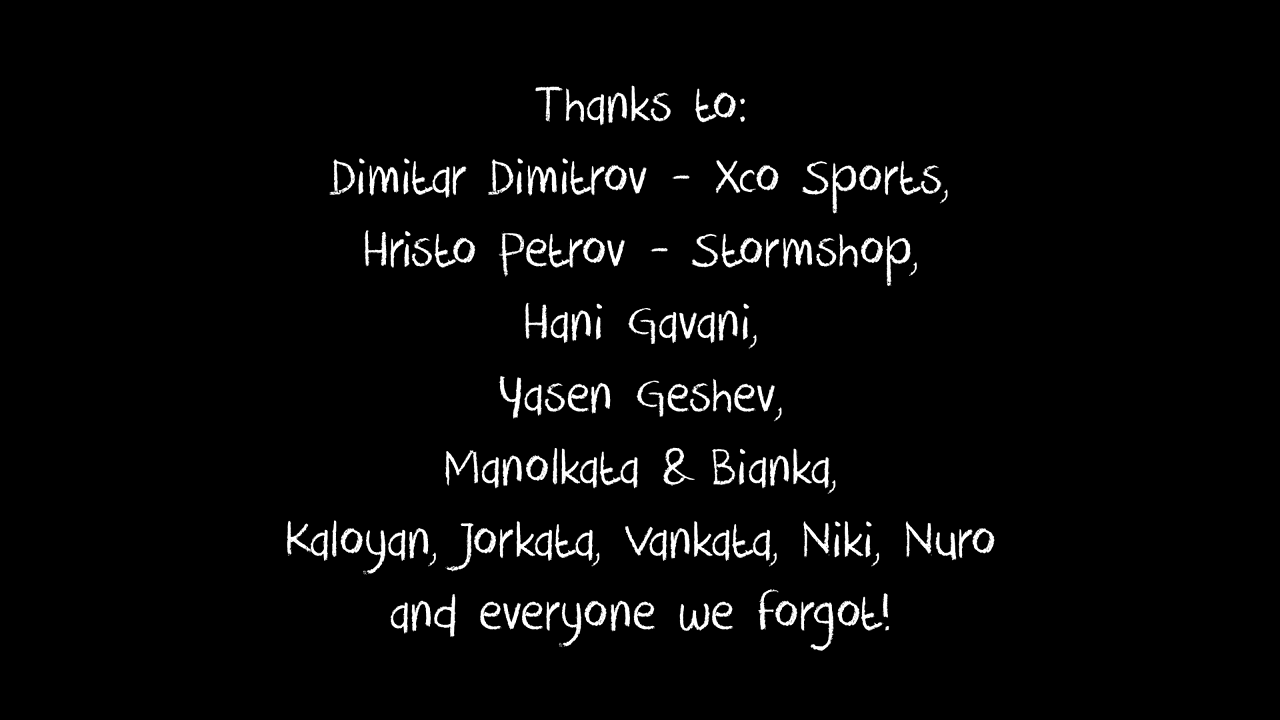 Thanks to:
Dimitar Dimitrov - Xco Sports,
Hristo Petrov - Stormshop,
Hani Gavani,
Yasen Geshev,
Manolkata & Bianka,
Kaloyan, Jorkata, Vankata, Niki, Nuro
and everyone we forgot!